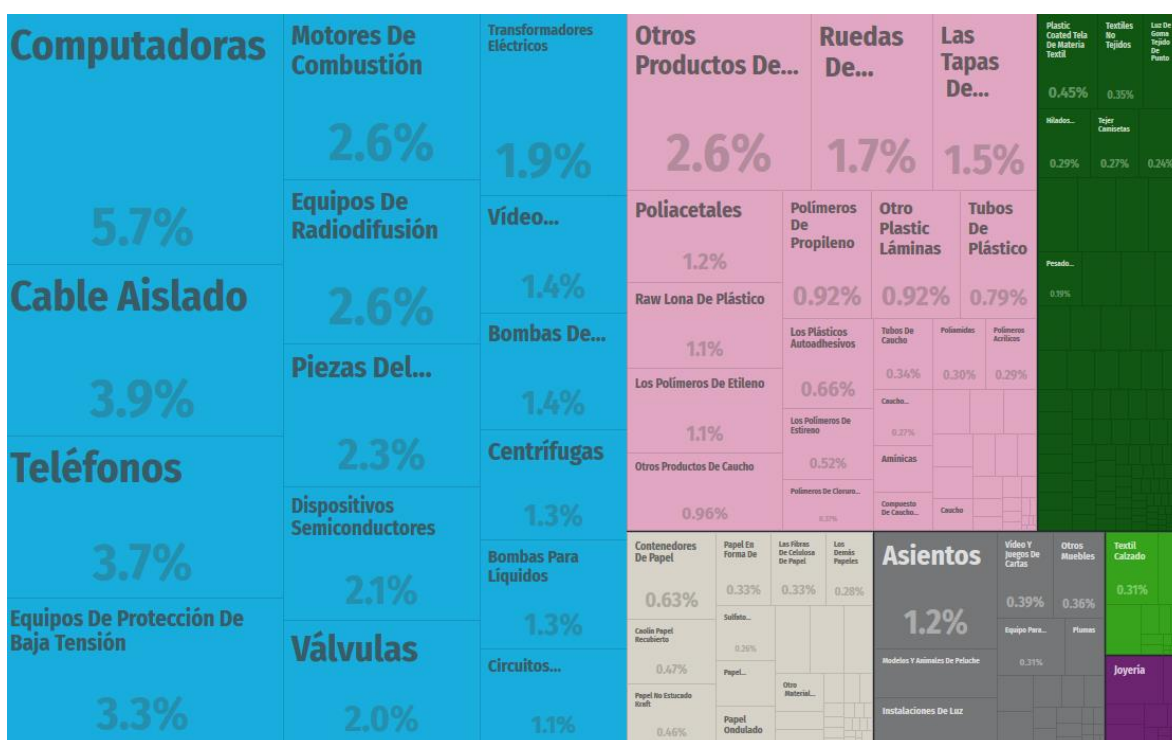 Computadoras
5.7%
Cable Aislado
3.9%
Teléfonos
3.7%
Equipos De Protección De
Baja Tensión
3.3%
Motores De
Combustión
2.6%
Equipos De
Radiodifusión
2.6%
Piezas Del...
2.3%
Dispositivos
Semiconductores
2.1%
Válvulas
2.0%
Transformadores
Eléctricos
1.9%
Vídeo...
1.4%
Bombas De...
1.4%
Centrífugas
1.3%
Bombas Para
Líquidos
1.3%
Circuitos...
1.1%
Otros
Productos De...
2.6%
Ruedas
De...
1.7%
Las
Tapas
De...
1.5%
Poliacetales
1.2%
Raw Lona De Plástico
1.1%
Los Polímeros De Etileno
1.1%
Otros Productos De Caucho
0.96%
Polímeros
De
Propileno
0.92%
Otro
Plastic
Láminas
0.92%
Tubos
De
Plástico
0.79%
Los Plásticos
Autoadhesivos
0.66%
Los Polímeros De
Estireno
0.52%
Polímeros De Cloruro...
0.37%
Tubos De
Caucho
0.34%
Poliamidas
0.30%
Polímeros
Acrílicos
0.29%
Caucho...
0.27%
Amínicas
Compuesto
De Caucho...
Caucho
Plastic
Coated Tela
De Materia
Textil
0.45%
Textiles
No
Tejidos
0.35%
Luz De
Goma
Tejido
De
Punto
0.24%
Hilados...
0.29%
Tejer
Camisetas
0.27%
Pesado...
0.19%
Contenedores
De Papel
0.63%
Caolín Papel
Recubierto
0.47%
Papel No Estucado
Kraft
0.46%
Papel En
Forma De
0.33%
Las Fibras
De Celulosa
De Papel
0.33%
Los
Demás
Papeles
0.28%
Sulfato...
0.26%
Papel...
Papel
Ondulado
Otro
Material...
Asientos
1.2%
Modelos Y Animales De Peluche
Instalaciones De Luz
Vídeo Y
Juegos De
Cartas
0.39%
Otros
Muebles
0.36%
Equipo Para...
0.31%
Plumas
Textil
Calzado
0.31%
Joyería